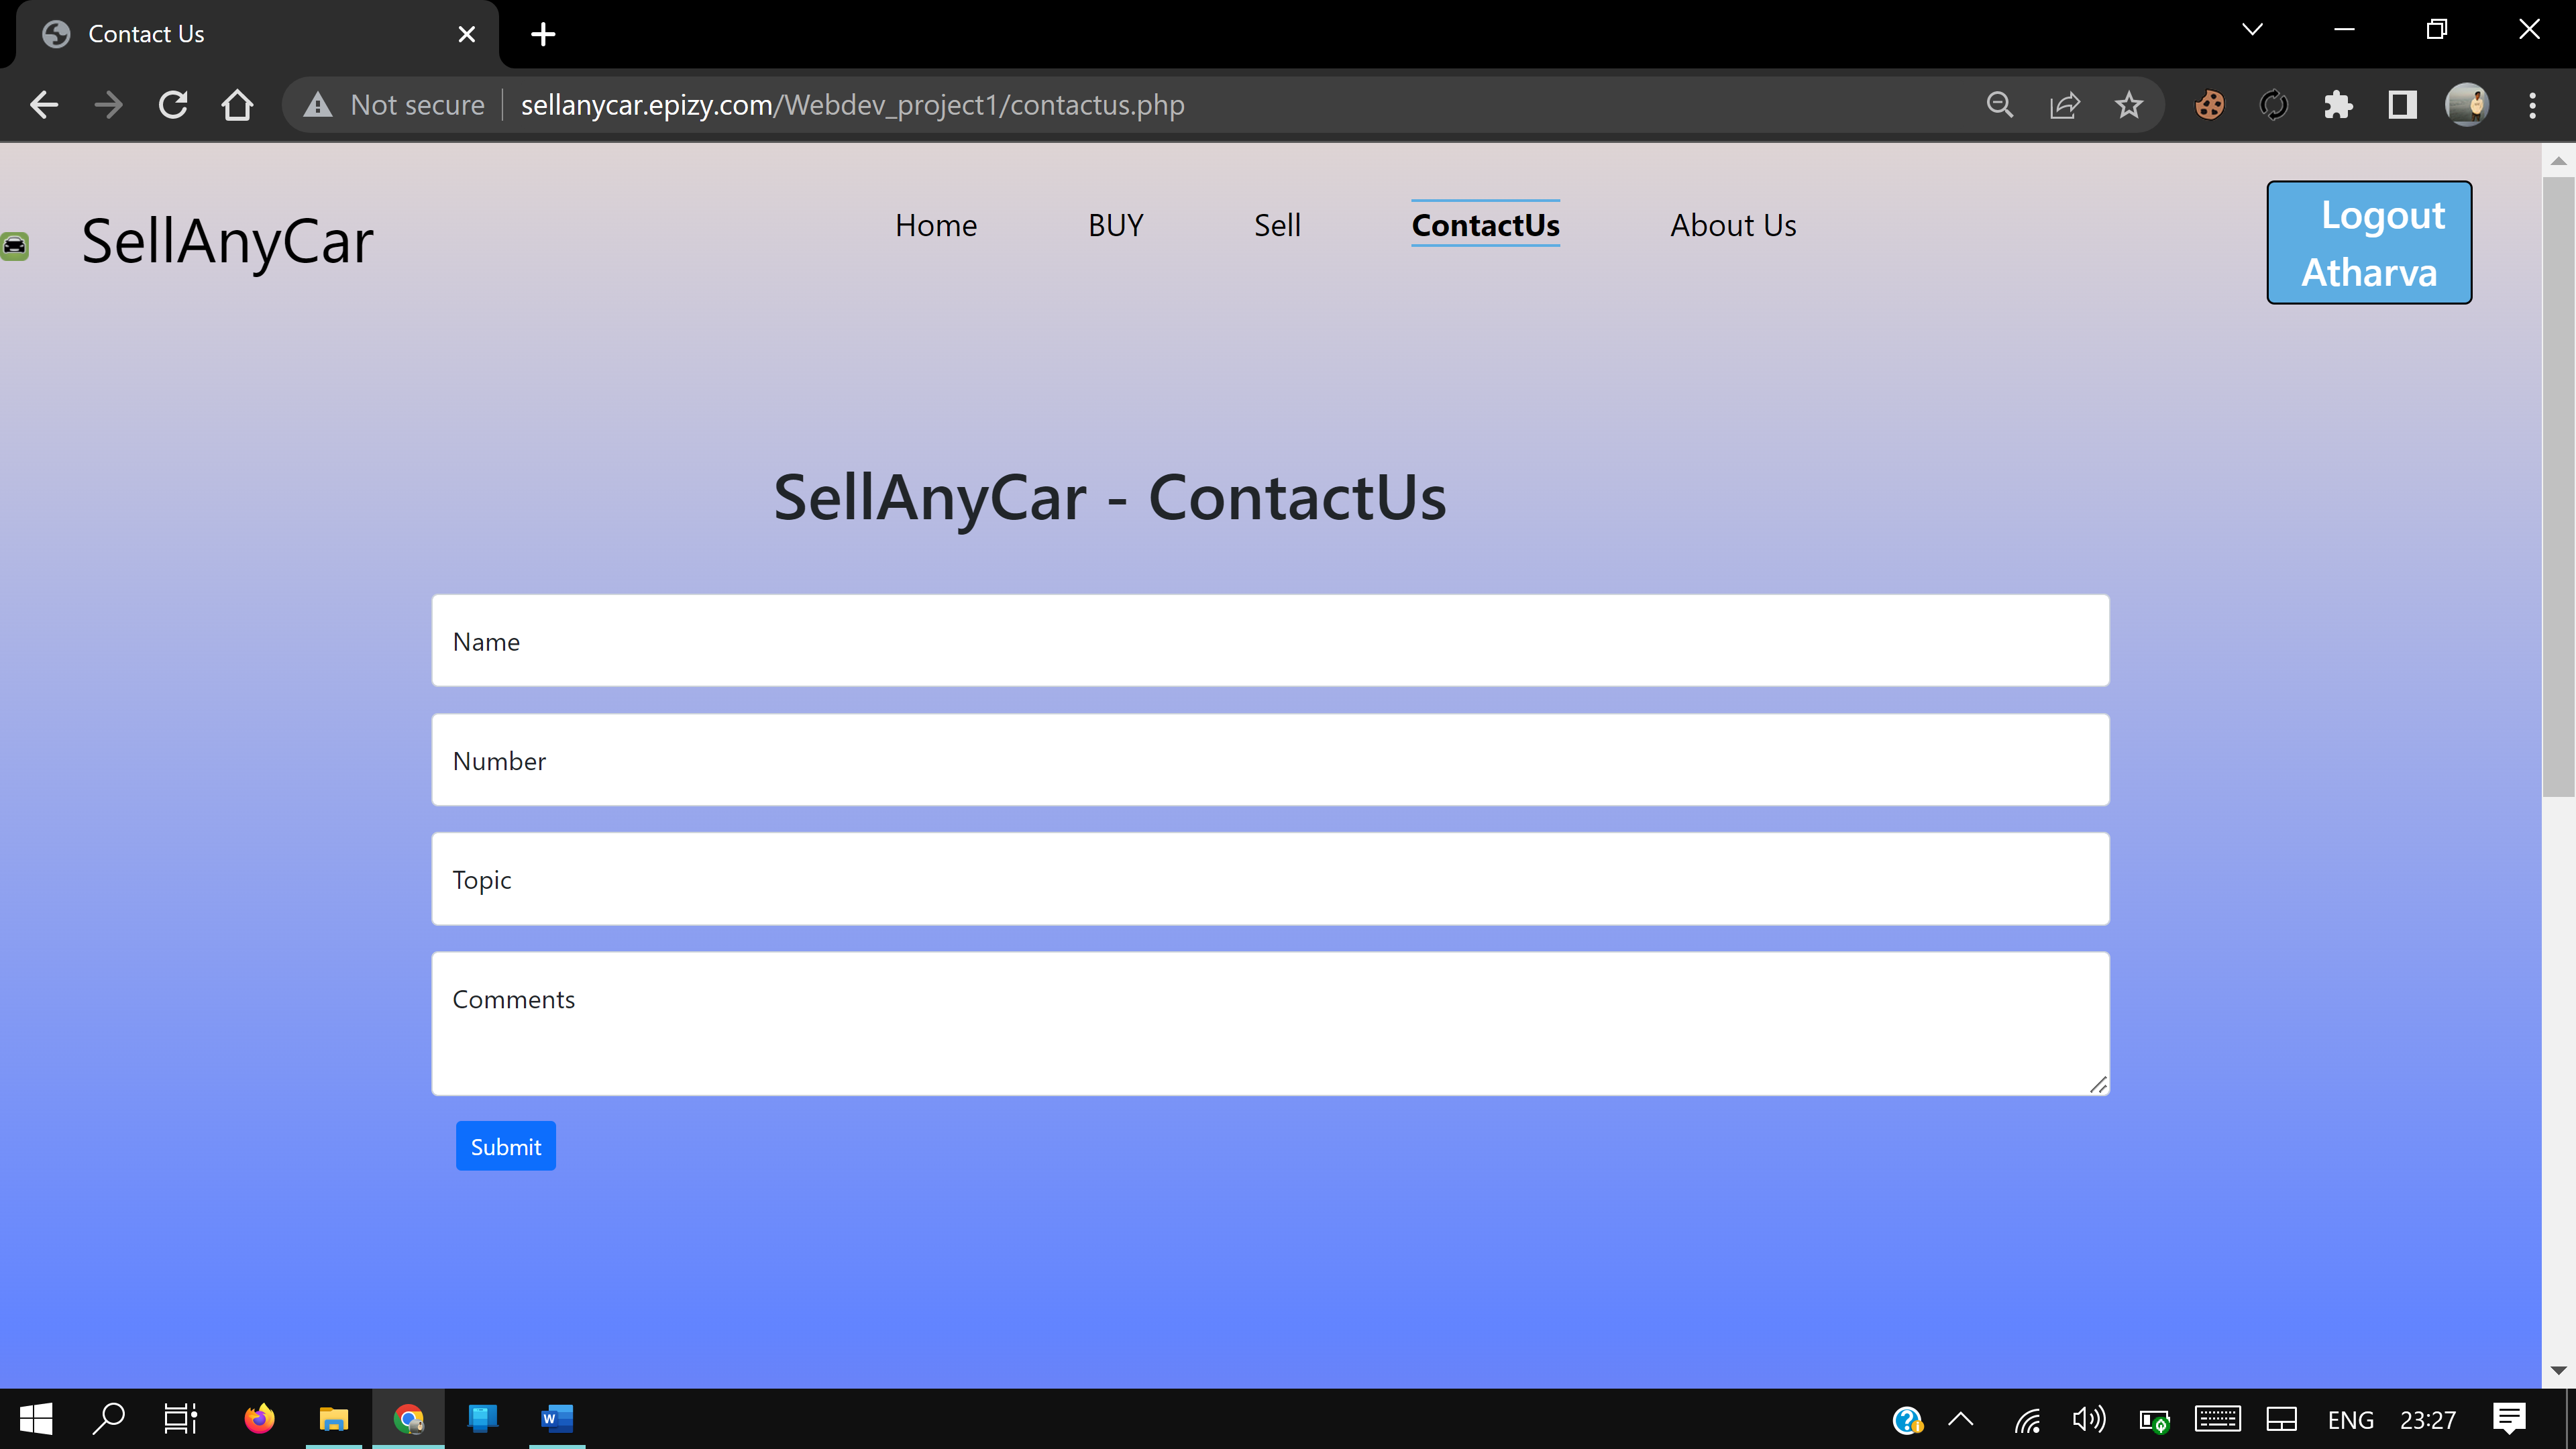 Contact Us
Not secure
sellanycar.epizy.com/Webdev_project1/contactus.php
SellAnyCar
Home
BUY
Sell
ContactUs
About Us
Logout
Atharva
SellAnyCar - ContactUs
Name
Number
Topic
Comments
Submit
W
ENG
23:27